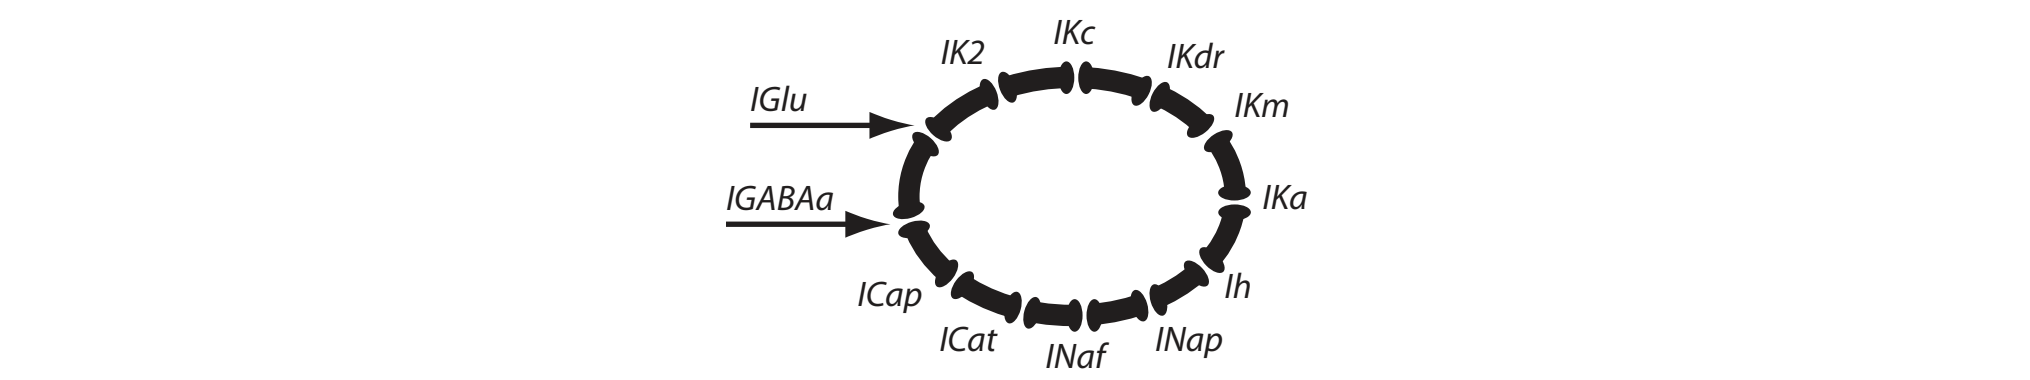 IKc
IK2
IKdr
IGlu
IKm
IGABAa
IKa
ICap
Ih
ICat
INap
INaf